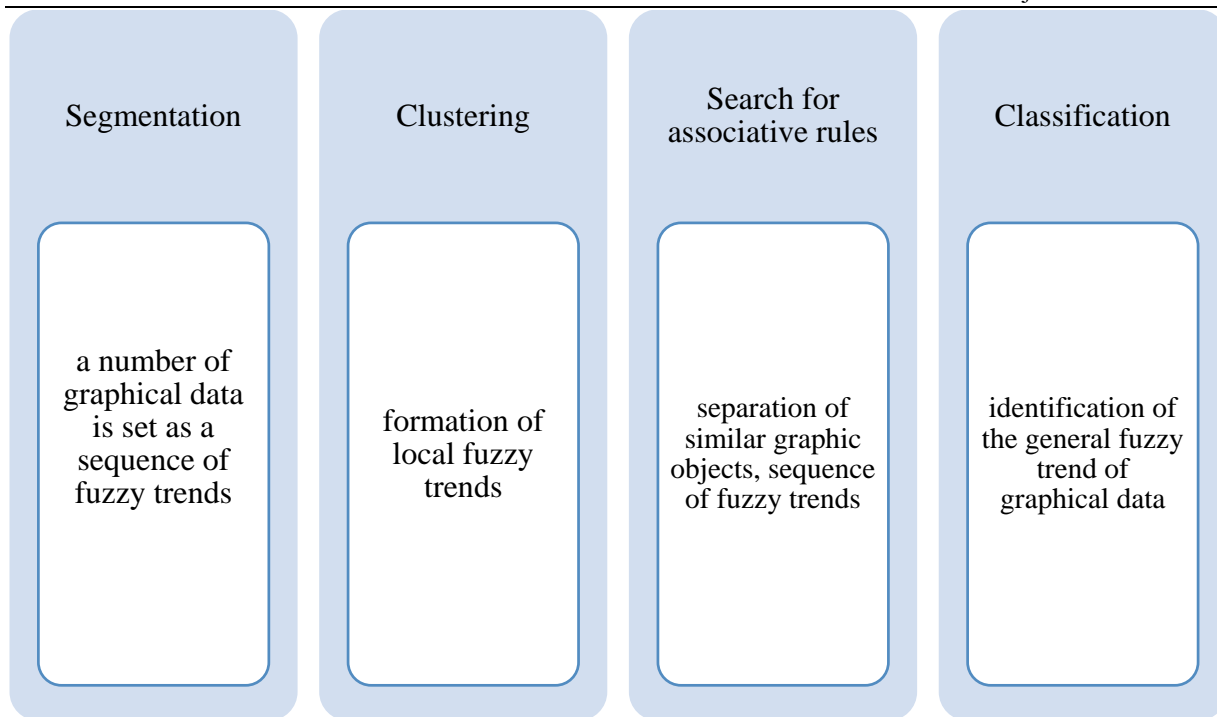 Segmentation
a number of
graphical data
is set as a
sequence of
fuzzy trends
Clustering
formation of
local fuzzy
trends
Search for
associative rules
separation of
similar graphic
objects, sequence
of fuzzy trends
Classification
identification of
the general fuzzy
trend of
graphical data